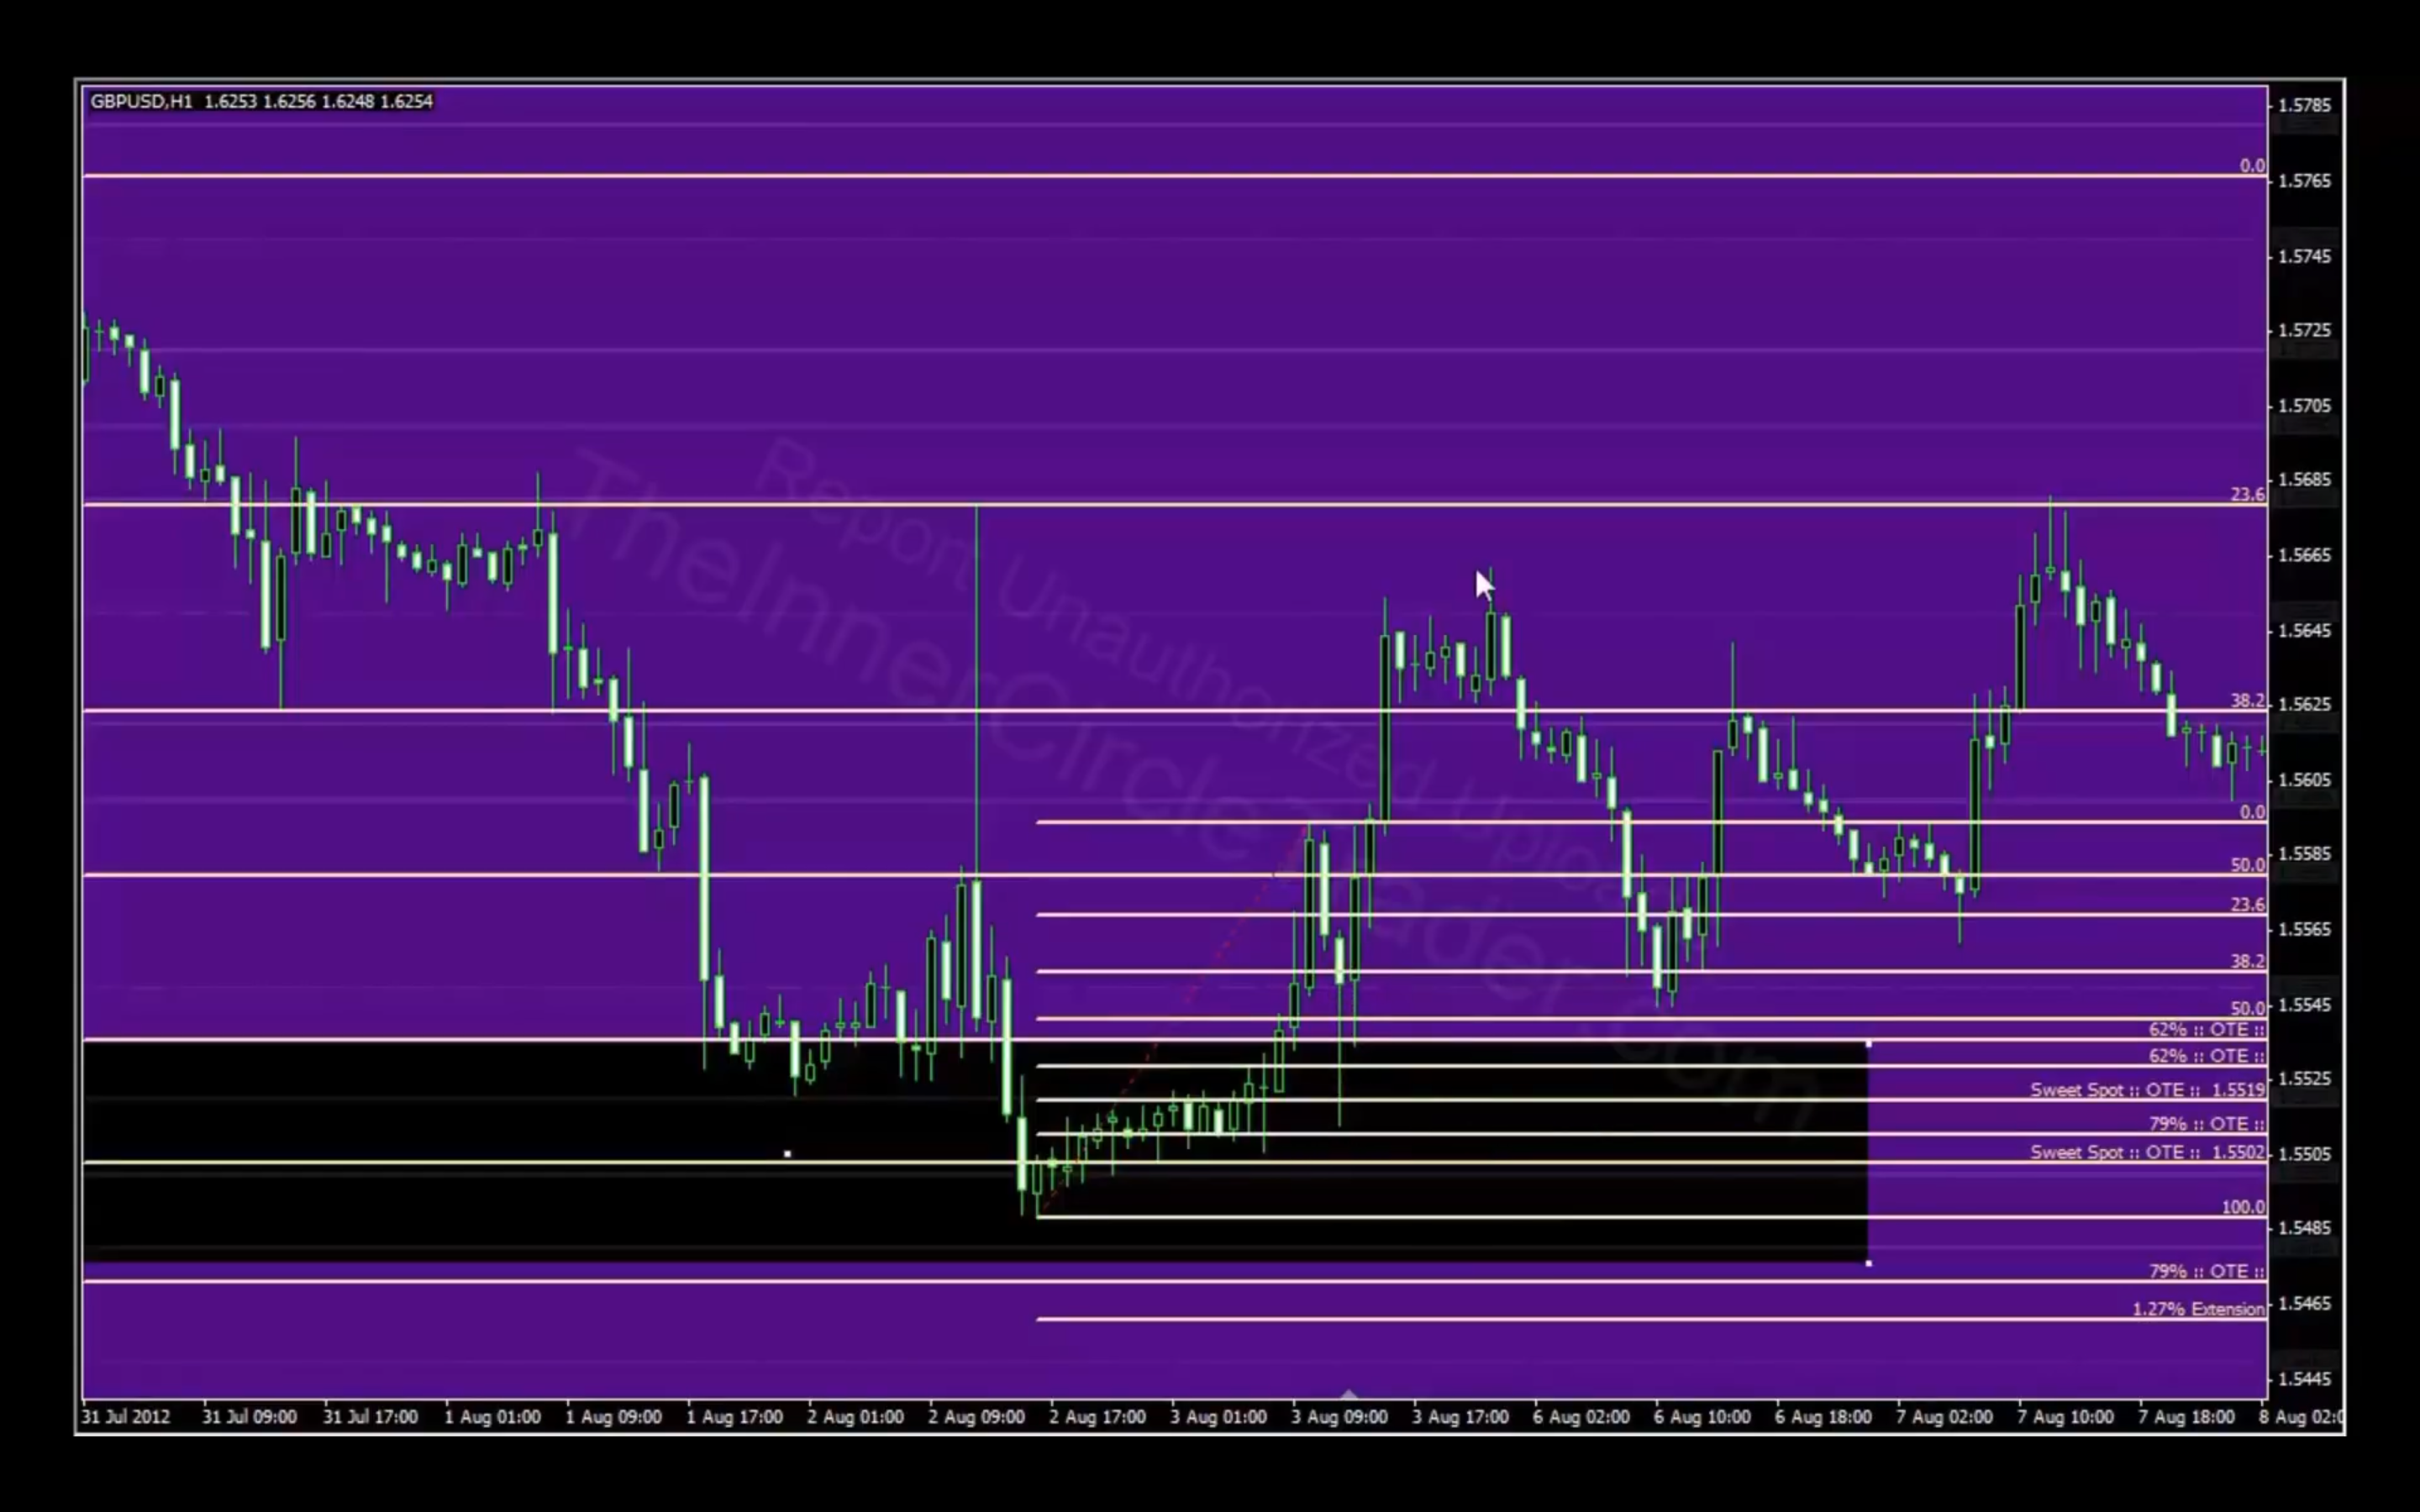 GBPUSD,H1 1.6253 1.6256 1.6248 1.6254
1.5785
0.0
1.5765
1.5745
1.5725
1.5705
1.5685
23.6
1.5665
1.5645
38.2
1.5625
1.5605
0.0
1.5585
50.0
23.6
1.5565
38.2
1.5545
50.0
62% :: OTE ::
62% :: OTE ::
1.5525
Sweet Spot :: OTE :: 1.5519
79% :: OTE ::
Sweet Spot :: OTE :: 1.5502
1.5505
100.0
1.5485
79% :: OTE ::
1.27% Extension
1.5465
1.5445
Report Unauthorized Upload
TheInnerCircleTrader.com
31 Jul 2012 31 Jul 09:00 31 Jul 17:00 1 Aug 01:00 1 Aug 09:00 1 Aug 17:00 2 Aug 01:00 2 Aug 09:00 2 Aug 17:00 3 Aug 01:00 3 Aug 09:00 3 Aug 17:00 6 Aug 02:00 6 Aug 10:00 6 Aug 18:00 7 Aug 02:00 7 Aug 10:00 7 Aug 18:00 8 Aug 02:0